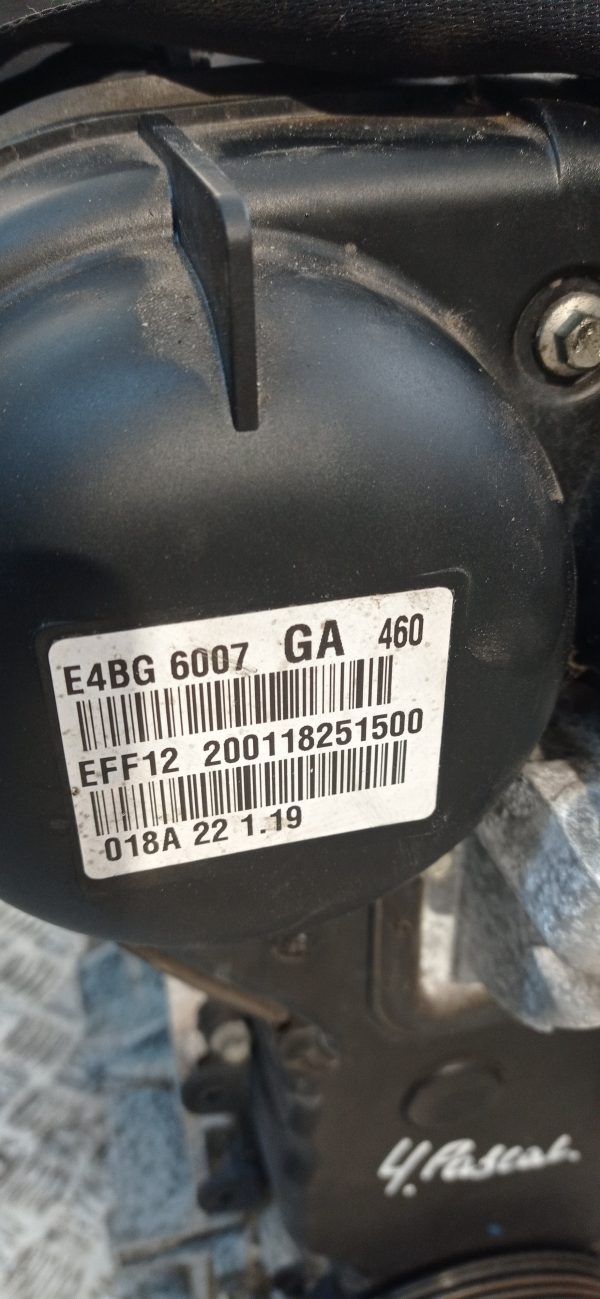 E4BG 6007 GA 460
EFF12 200118251500
018A 22 1.19
Y. Pascal.